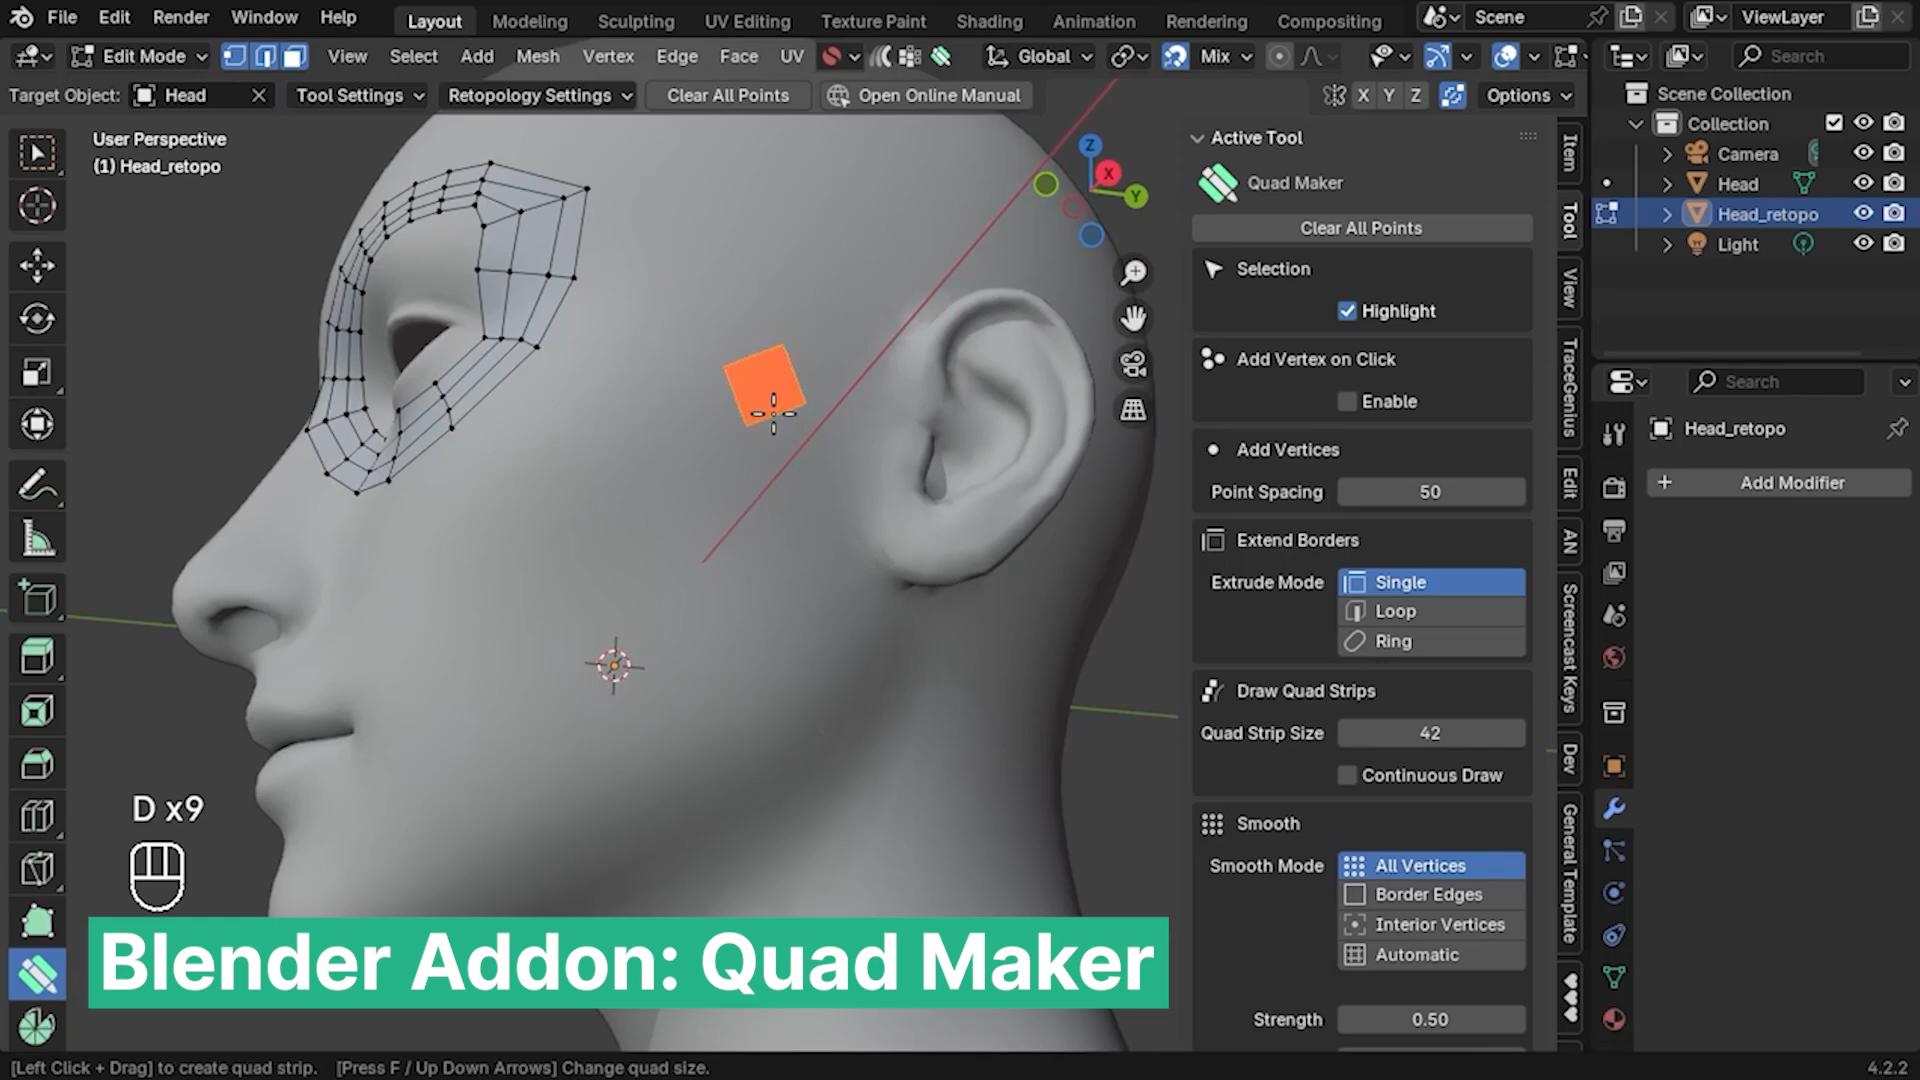 File Edit Render Window Help Layout Modeling Sculpting UV Editing Texture Paint Shading Animation Rendering Compositing Scene ViewLayer
Edit Mode View Select Add Mesh Vertex Edge Face UV Global Mix Search
Target Object: Head Tool Settings Retopology Settings Clear All Points Open Online Manual X Y Z Options
User Perspective
(1) Head_retopo
Z
X
Y
Active Tool
Quad Maker
Clear All Points
Selection
Highlight
Add Vertex on Click
Enable
Add Vertices
Point Spacing 50
Extend Borders
Extrude Mode Single
Loop
Ring
Draw Quad Strips
Quad Strip Size 42
Continuous Draw
Smooth
Smooth Mode All Vertices
Border Edges
Interior Vertices
Automatic
Strength 0.50
Item
Tool
View
TraceGenius
Edit
AN
Screencast Keys
Dev
General Template
♥♥♥
Scene Collection
Collection
Camera
Head
Head_retopo
Light
Search
Head_retopo
Add Modifier
D x9
Blender Addon: Quad Maker
[Left Click + Drag] to create quad strip. [Press F / Up Down Arrows] Change quad size. 4.2.2